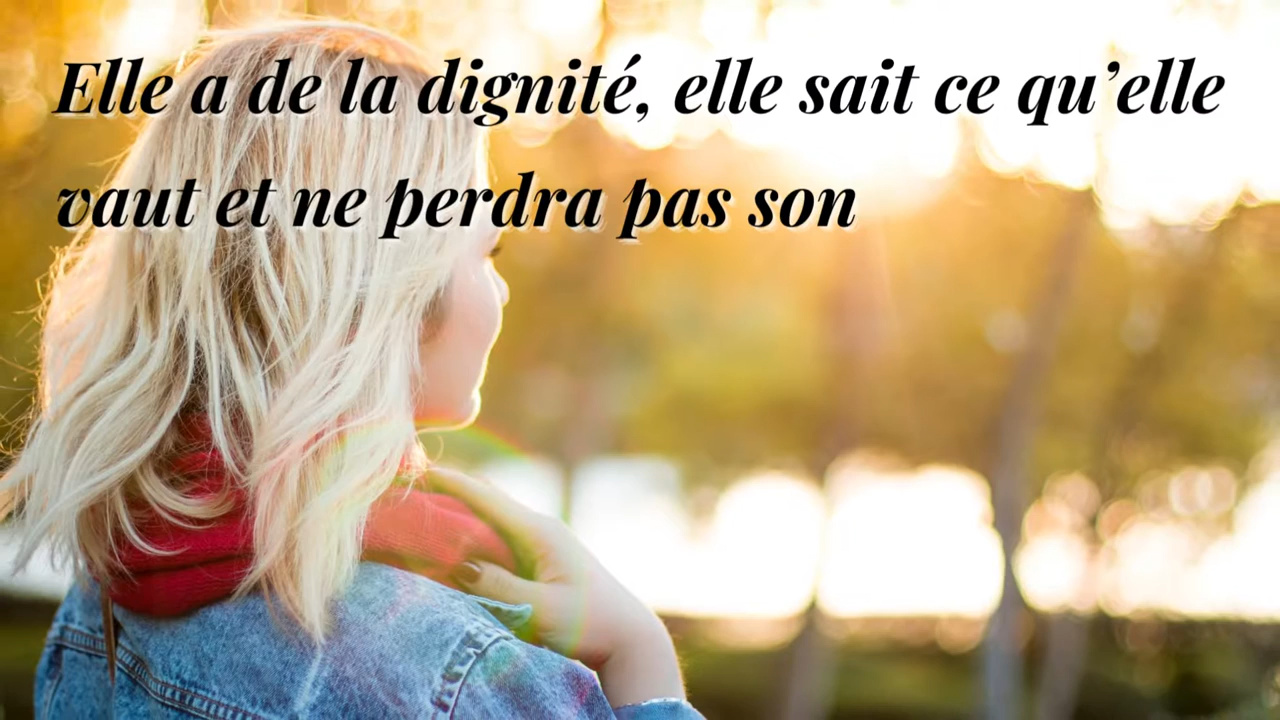 Elle a de la dignité, elle sait ce qu’elle
vaut et ne perdra pas son